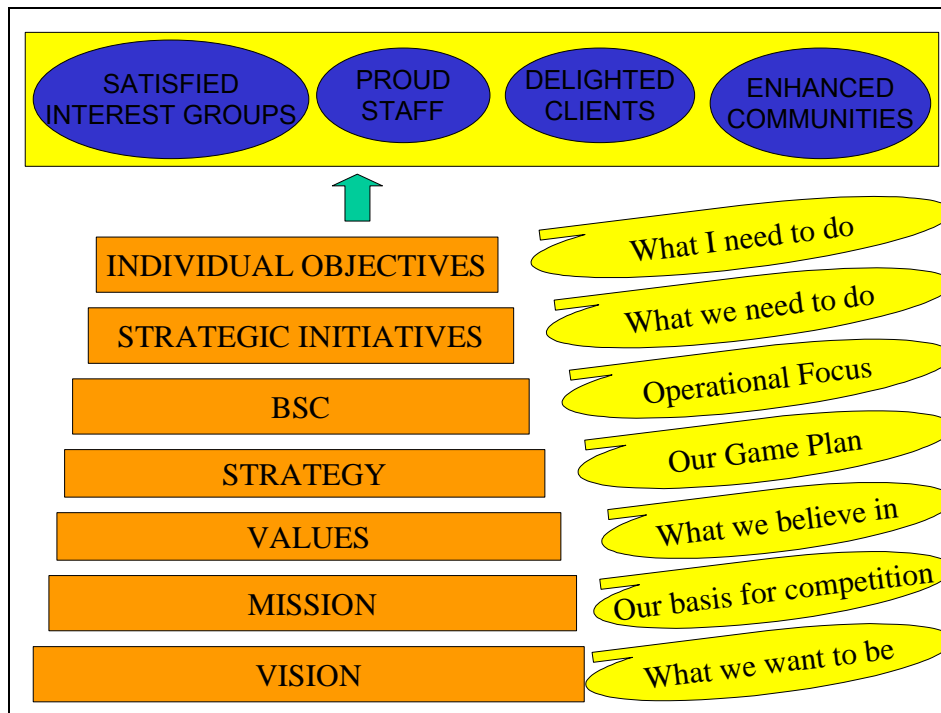 SATISFIED
INTEREST GROUPS
PROUD
STAFF
DELIGHTED
CLIENTS
ENHANCED
COMMUNITIES
INDIVIDUAL OBJECTIVES
What I need to do
STRATEGIC INITIATIVES
What we need to do
BSC
Operational Focus
STRATEGY
Our Game Plan
VALUES
What we believe in
MISSION
Our basis for competition
VISION
What we want to be